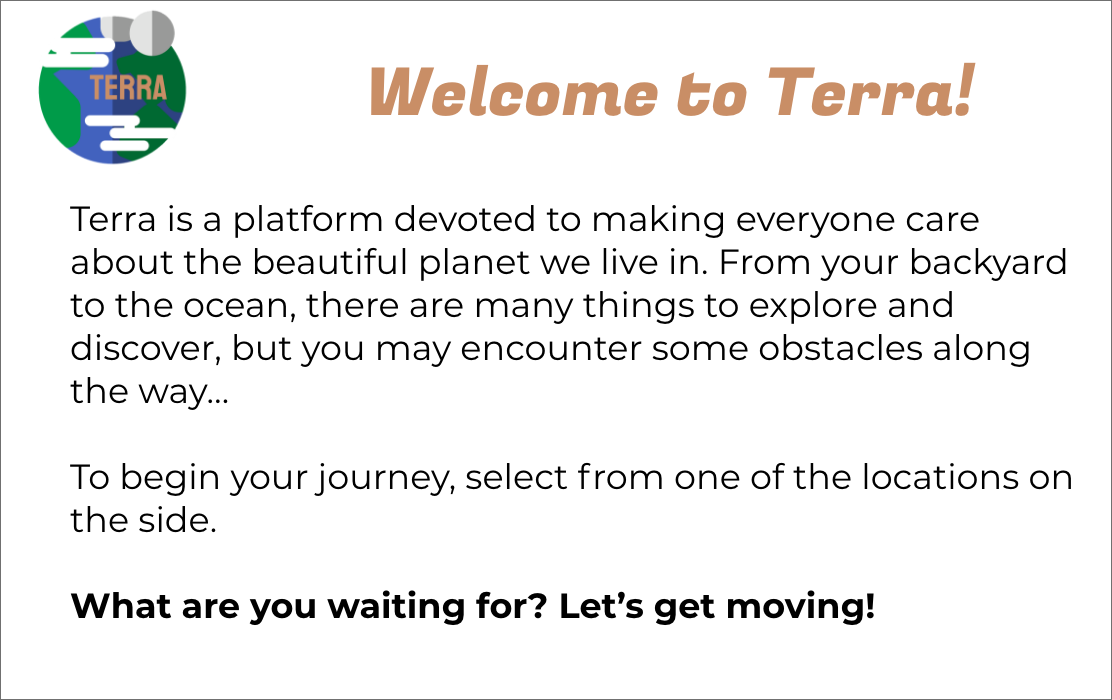 TERRA
Welcome to Terra!
Terra is a platform devoted to making everyone care
about the beautiful planet we live in. From your backyard
to the ocean, there are many things to explore and
discover, but you may encounter some obstacles along
the way...
To begin your journey, select from one of the locations on
the side.
What are you waiting for? Let’s get moving!